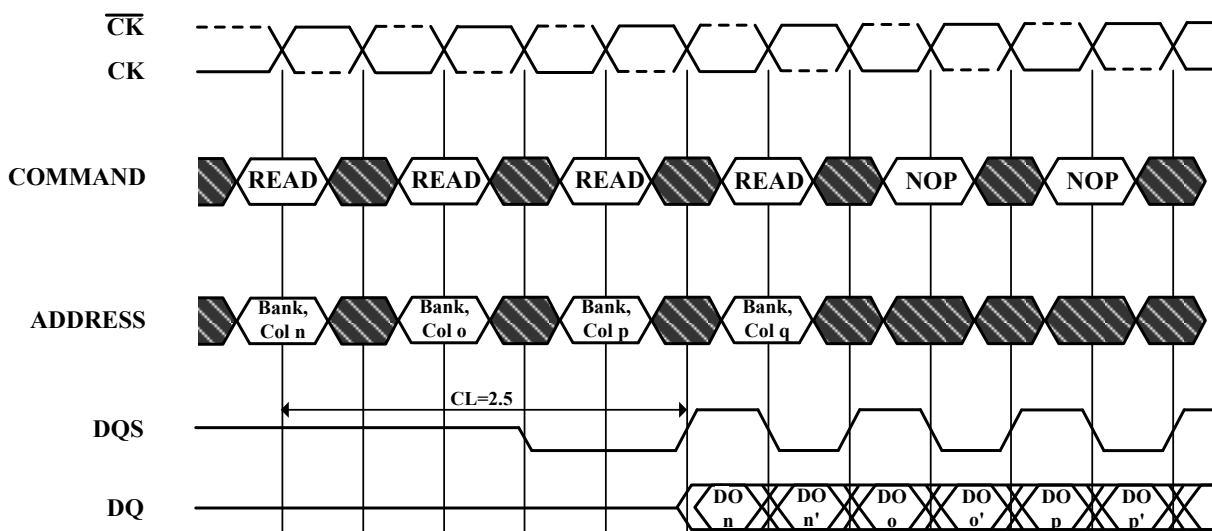 CK
CK
COMMAND
READ READ READ READ NOP NOP
ADDRESS
Bank, Bank, Bank, Bank,
Col n Col o Col p Col q
CL=2.5
DQS
DQ
DO DO DO DO DO DO
n n' o o' p p'